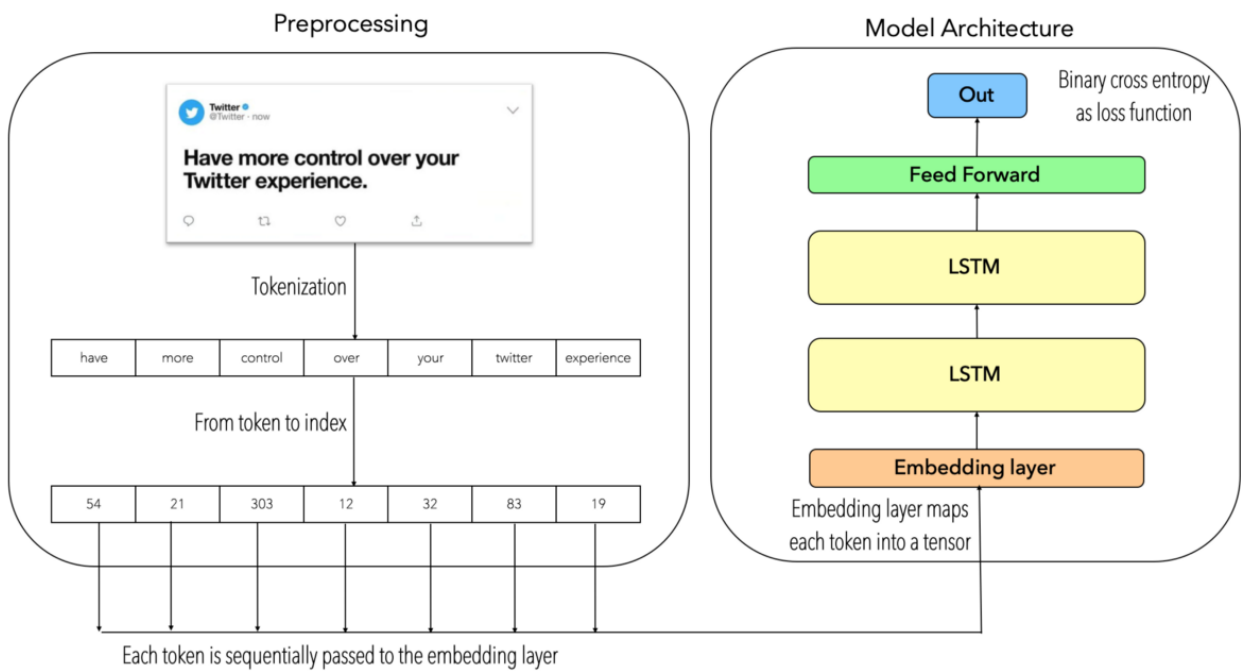 Preprocessing
Twitter
@Twitter · now
Have more control over your
Twitter experience.
Tokenization
have more control over your twitter experience
From token to index
54 21 303 12 32 83 19
Each token is sequentially passed to the embedding layer
Model Architecture
Out
Binary cross entropy
as loss function
Feed Forward
LSTM
LSTM
Embedding layer
Embedding layer maps
each token into a tensor